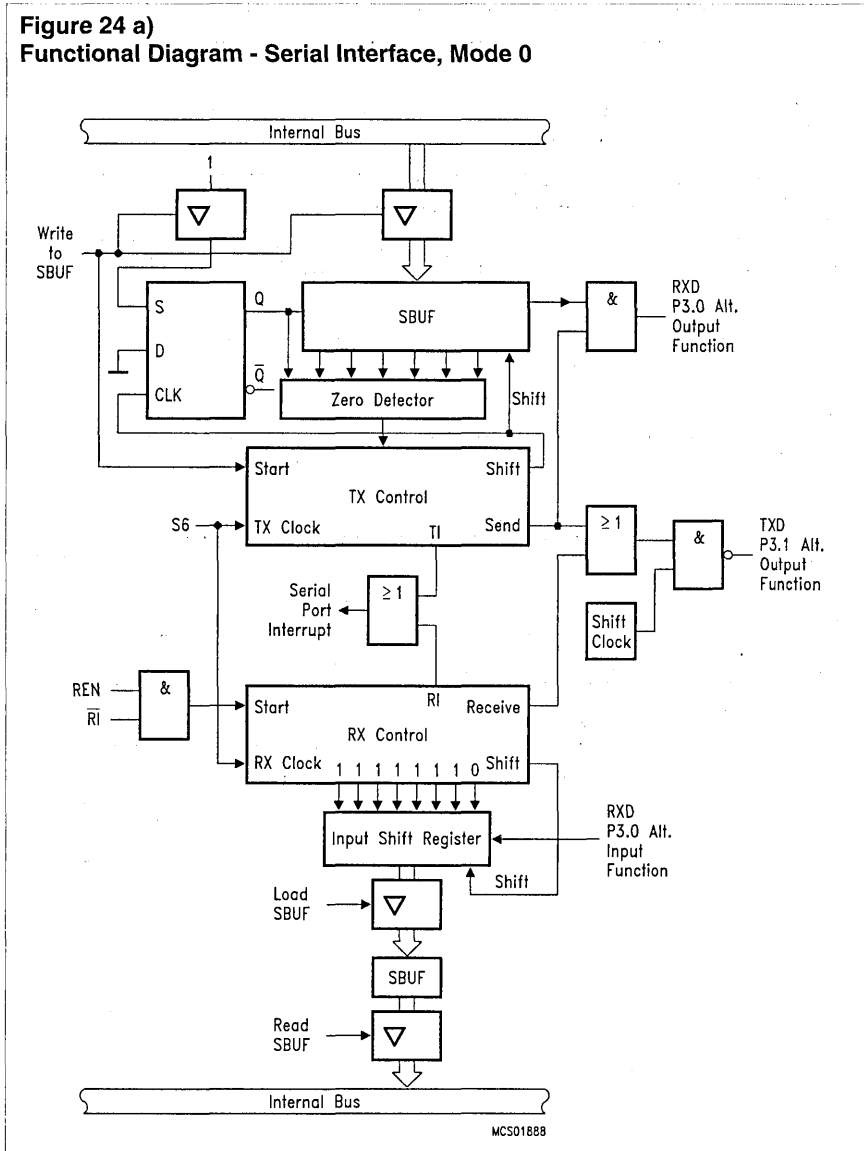 Figure 24 a)
Functional Diagram - Serial Interface, Mode 0
Internal Bus
1
Write
to
SBUF
S
D
CLK
Q
Q̅
SBUF
Zero Detector
Shift
&
RXD
P3.0 Alt.
Output
Function
Start
Shift
TX Control
S6
TX Clock
TI
Send
≥1
&
TXD
P3.1 Alt.
Output
Function
Shift
Clock
Serial
Port
Interrupt
≥1
REN
R̅I̅
&
Start
RI
Receive
RX Control
RX Clock
1 1 1 1 1 1 1 0
Shift
Input Shift Register
RXD
P3.0 Alt.
Input
Function
Shift
Load
SBUF
SBUF
Read
SBUF
Internal Bus
MCS01888